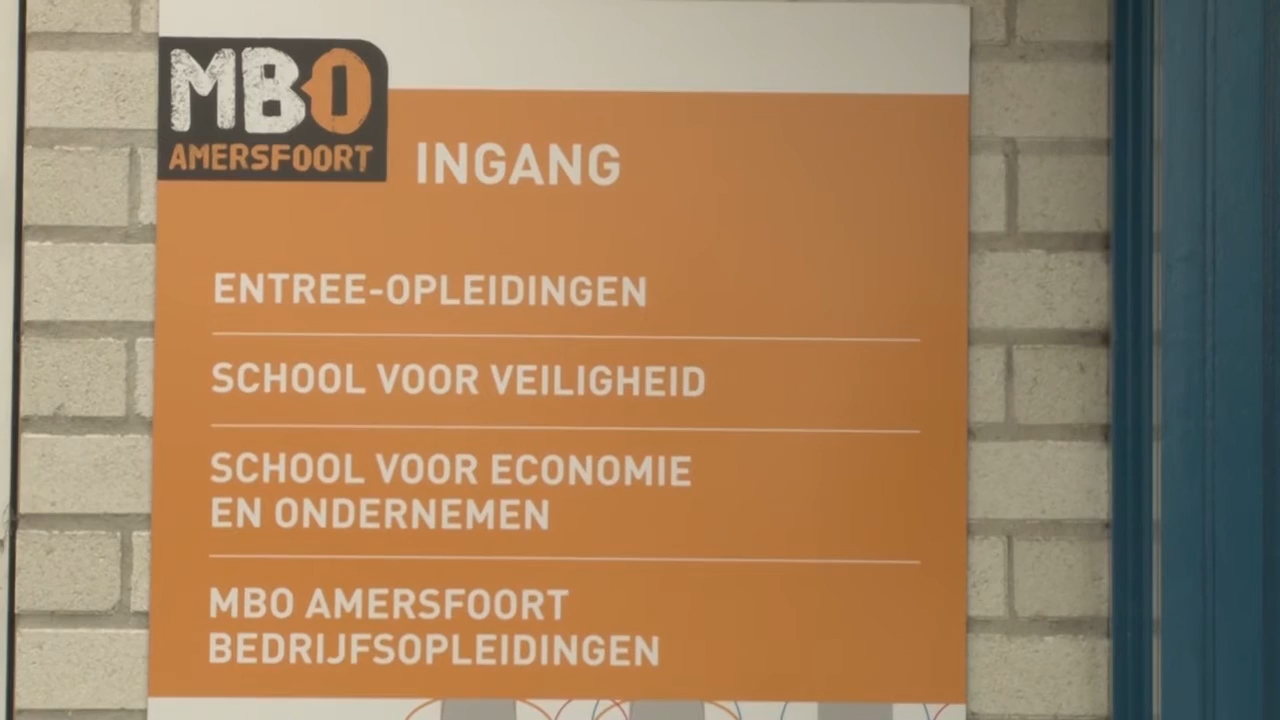 MBO
AMERSFOORT
INGANG
ENTREE-OPLEIDINGEN
SCHOOL VOOR VEILIGHEID
SCHOOL VOOR ECONOMIE
EN ONDERNEMEN
MBO AMERSFOORT
BEDRIJFSOPLEIDINGEN